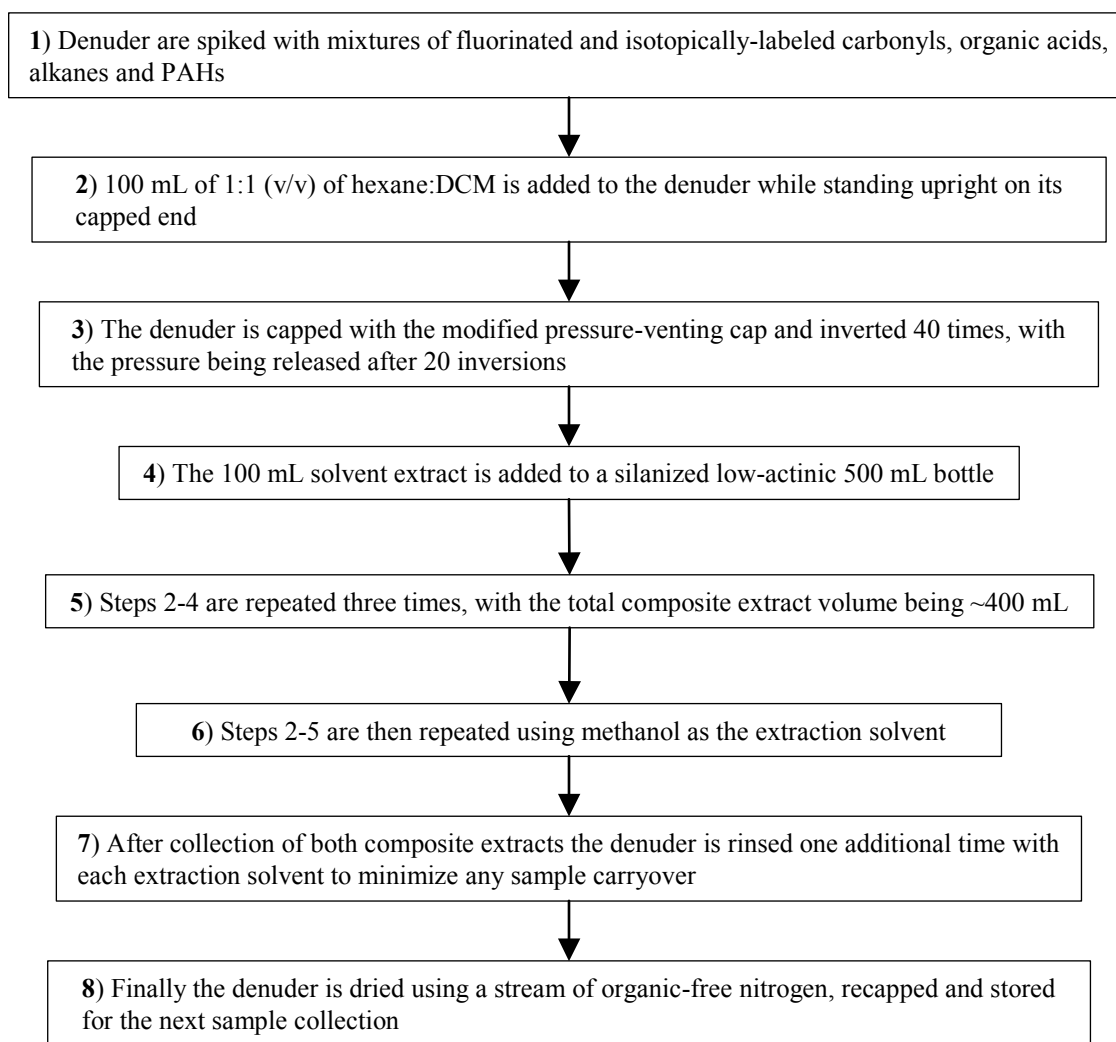 1) Denuder are spiked with mixtures of fluorinated and isotopically-labeled carbonyls, organic acids,
alkanes and PAHs
2) 100 mL of 1:1 (v/v) of hexane:DCM is added to the denuder while standing upright on its
capped end
3) The denuder is capped with the modified pressure-venting cap and inverted 40 times, with
the pressure being released after 20 inversions
4) The 100 mL solvent extract is added to a silanized low-actinic 500 mL bottle
5) Steps 2-4 are repeated three times, with the total composite extract volume being ~400 mL
6) Steps 2-5 are then repeated using methanol as the extraction solvent
7) After collection of both composite extracts the denuder is rinsed one additional time with
each extraction solvent to minimize any sample carryover
8) Finally the denuder is dried using a stream of organic-free nitrogen, recapped and stored
for the next sample collection